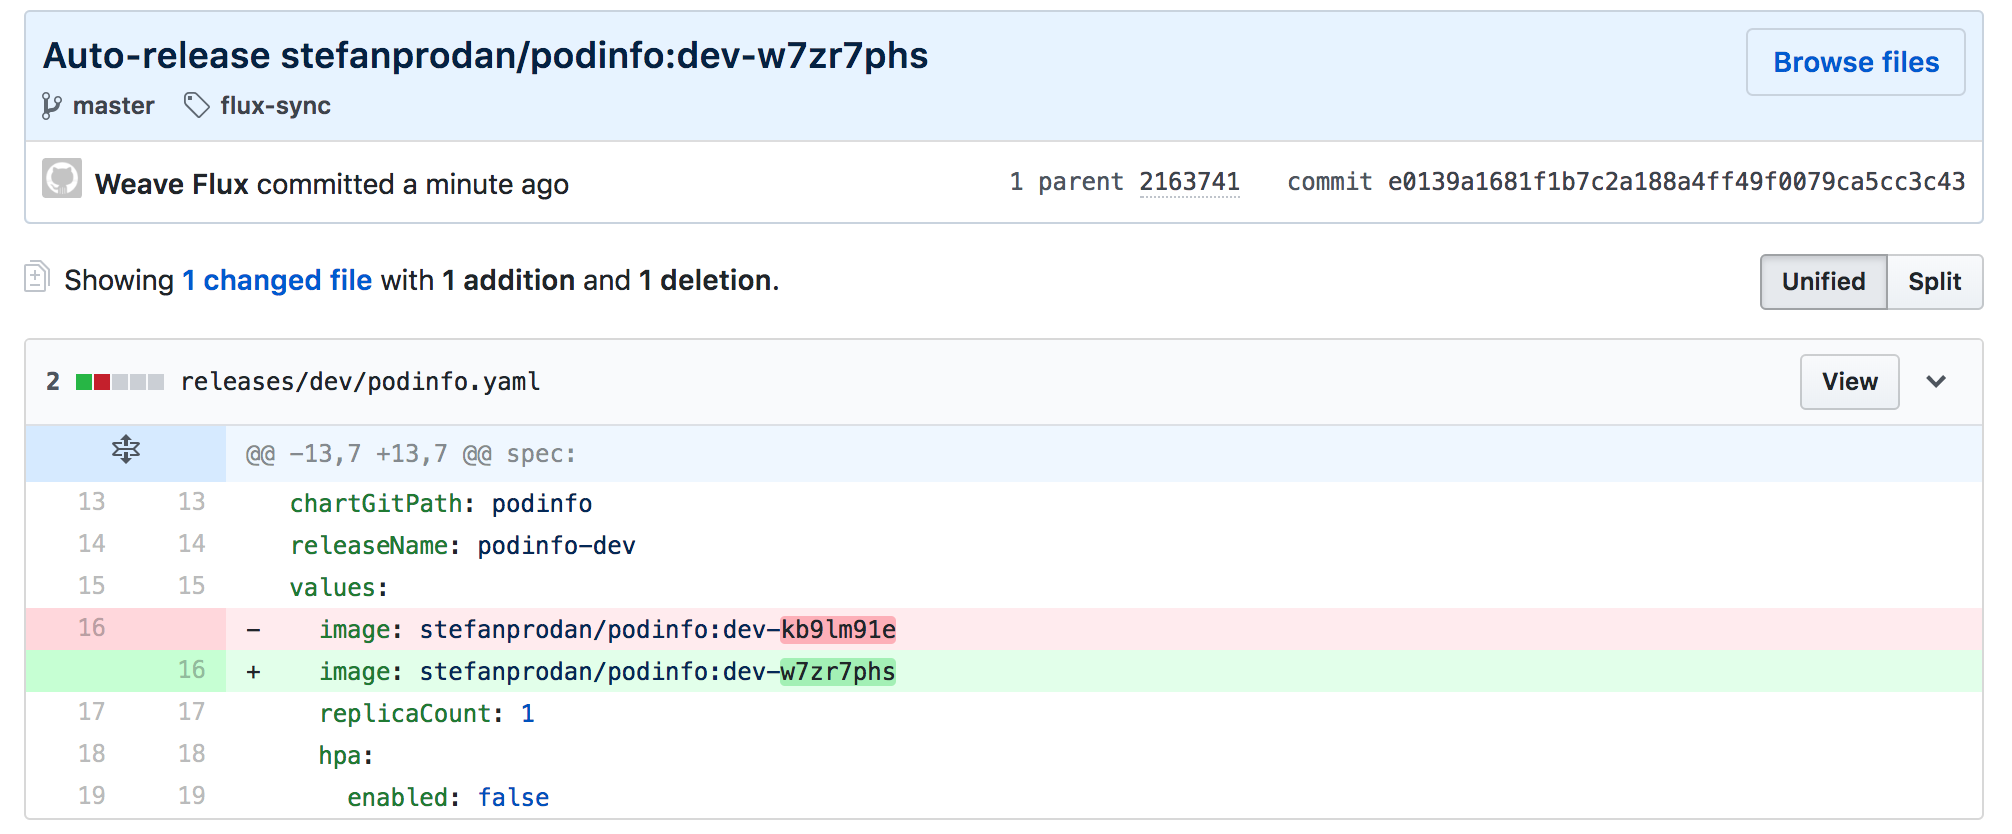 Auto-release stefanprodan/podinfo:dev-w7zr7phs
Browse files
master flux-sync
Weave Flux committed a minute ago 1 parent 2163741 commit e0139a1681f1b7c2a188a4ff49f0079ca5cc3c43
Showing 1 changed file with 1 addition and 1 deletion.
Unified Split
2 releases/dev/podinfo.yaml View
@@ -13,7 +13,7 @@ spec:
13 13 chartGitPath: podinfo
14 14 releaseName: podinfo-dev
15 15 values:
16 - image: stefanprodan/podinfo:dev-kb9lm91e
16 + image: stefanprodan/podinfo:dev-w7zr7phs
17 17 replicaCount: 1
18 18 hpa:
19 19 enabled: false